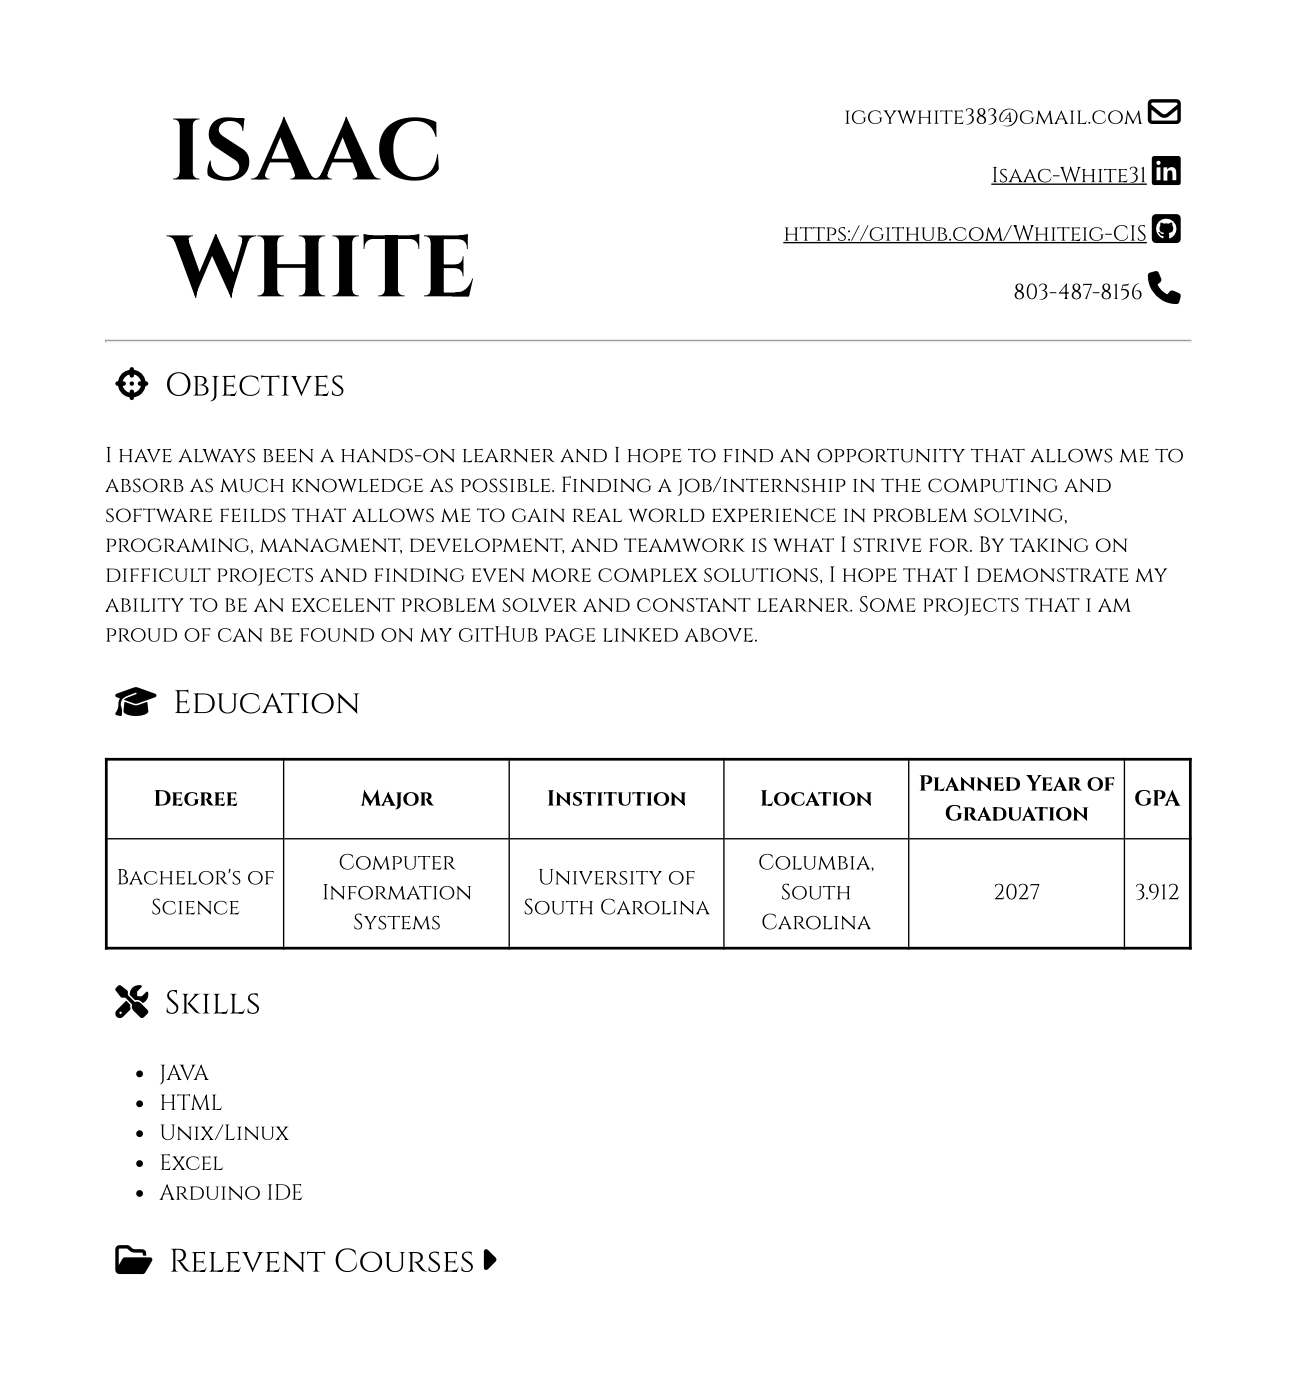 ISAAC
WHITE
iggywhite383@gmail.com
Isaac-White31
https://github.com/Whiteig-CIS
803-487-8156
Objectives
I have always been a hands-on learner and I hope to find an opportunity that allows me to
absorb as much knowledge as possible. Finding a job/internship in the computing and
software feilds that allows me to gain real world experience in problem solving,
programing, managment, development, and teamwork is what I strive for. By taking on
difficult projects and finding even more complex solutions, I hope that I demonstrate my
ability to be an excelent problem solver and constant learner. Some projects that i am
proud of can be found on my gitHub page linked above.
Education
Degree Major Institution Location Planned Year of Graduation GPA
Bachelor's of Science Computer Information Systems University of South Carolina Columbia, South Carolina 2027 3.912
Skills
JAVA
HTML
Unix/Linux
Excel
Arduino IDE
Relevent Courses